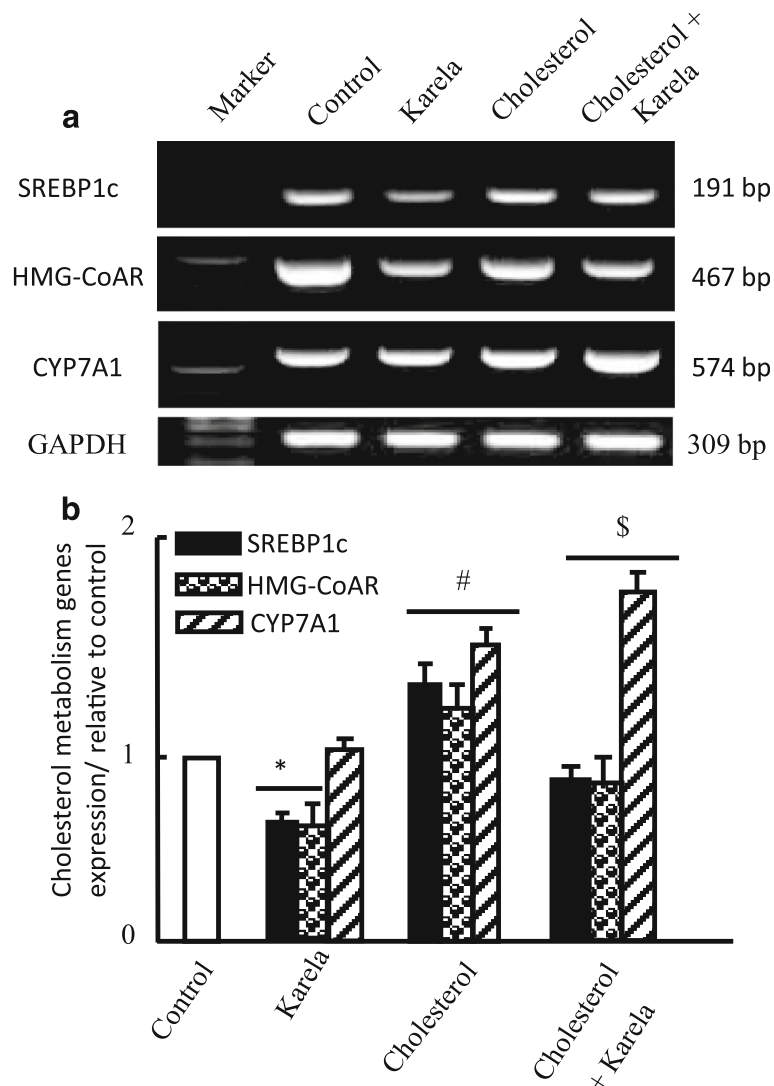 a
Marker
Control
Karela
Cholesterol
Cholesterol +
Karela
SREBP1c
191 bp
HMG-CoAR
467 bp
CYP7A1
574 bp
GAPDH
309 bp
b
Cholesterol metabolism genes
expression/ relative to control
2
1
0
SREBP1c
HMG-CoAR
CYP7A1
*
#
$
Control
Karela
Cholesterol
Cholesterol
+ Karela